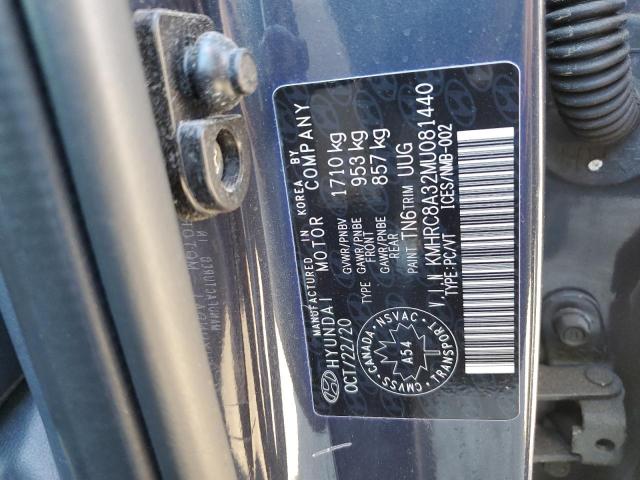 MANUFACTURED IN KOREA BY
HYUNDAI MOTOR COMPANY
OCT/22/20
GVWR/PNBV 1710 kg
GAWR/PNBE FRONT 953 kg
GAWR/PNBE REAR 857 kg
TYPE
PAINT TN6 TRIM UUG
V.I.N KMHRC8A32MU081440
TYPE:PC/VT ICES/NMB-002
CANADA · NSVAC · TRANSPORT · CMVSS
A54